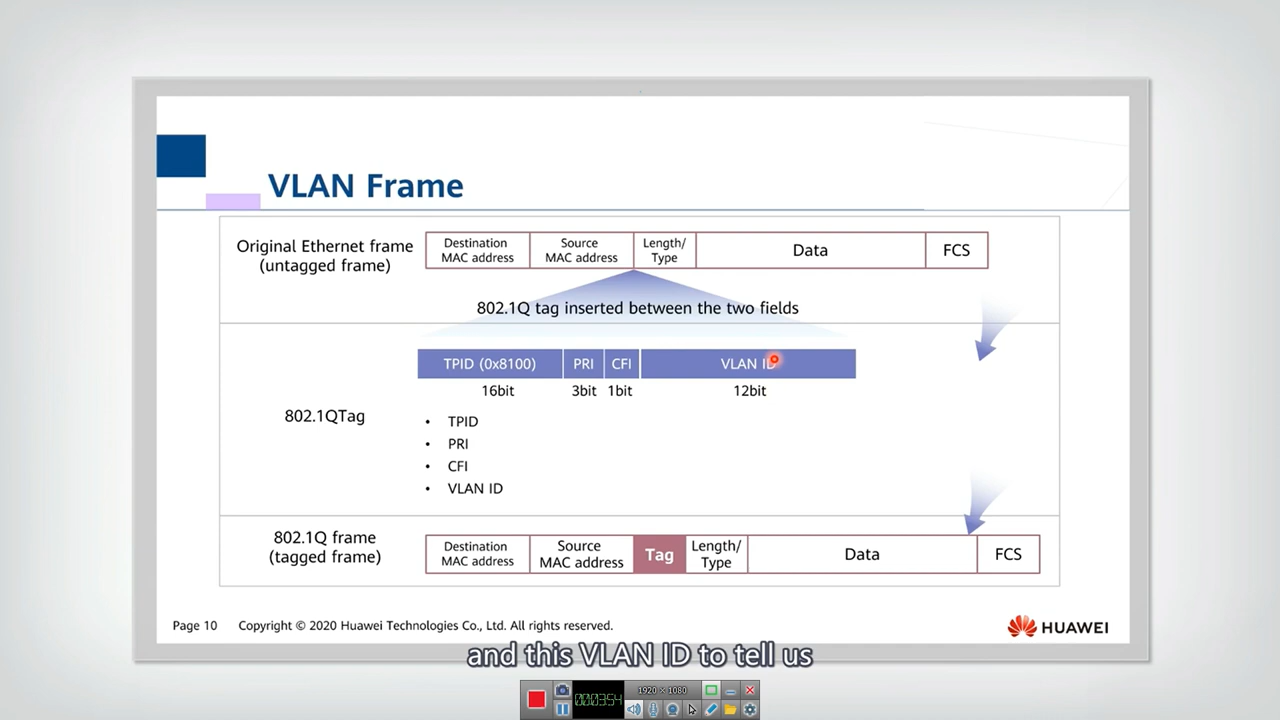 VLAN Frame
Original Ethernet frame
(untagged frame)
Destination
MAC address
Source
MAC address
Length/
Type
Data
FCS
802.1Q tag inserted between the two fields
TPID (0x8100)
PRI
CFI
VLAN ID
16bit
3bit
1bit
12bit
802.1QTag
• TPID
• PRI
• CFI
• VLAN ID
802.1Q frame
(tagged frame)
Destination
MAC address
Source
MAC address
Tag
Length/
Type
Data
FCS
Page 10
Copyright © 2020 Huawei Technologies Co., Ltd. All rights reserved.
HUAWEI
and this VLAN ID to tell us
1920 × 1080
000:03:54